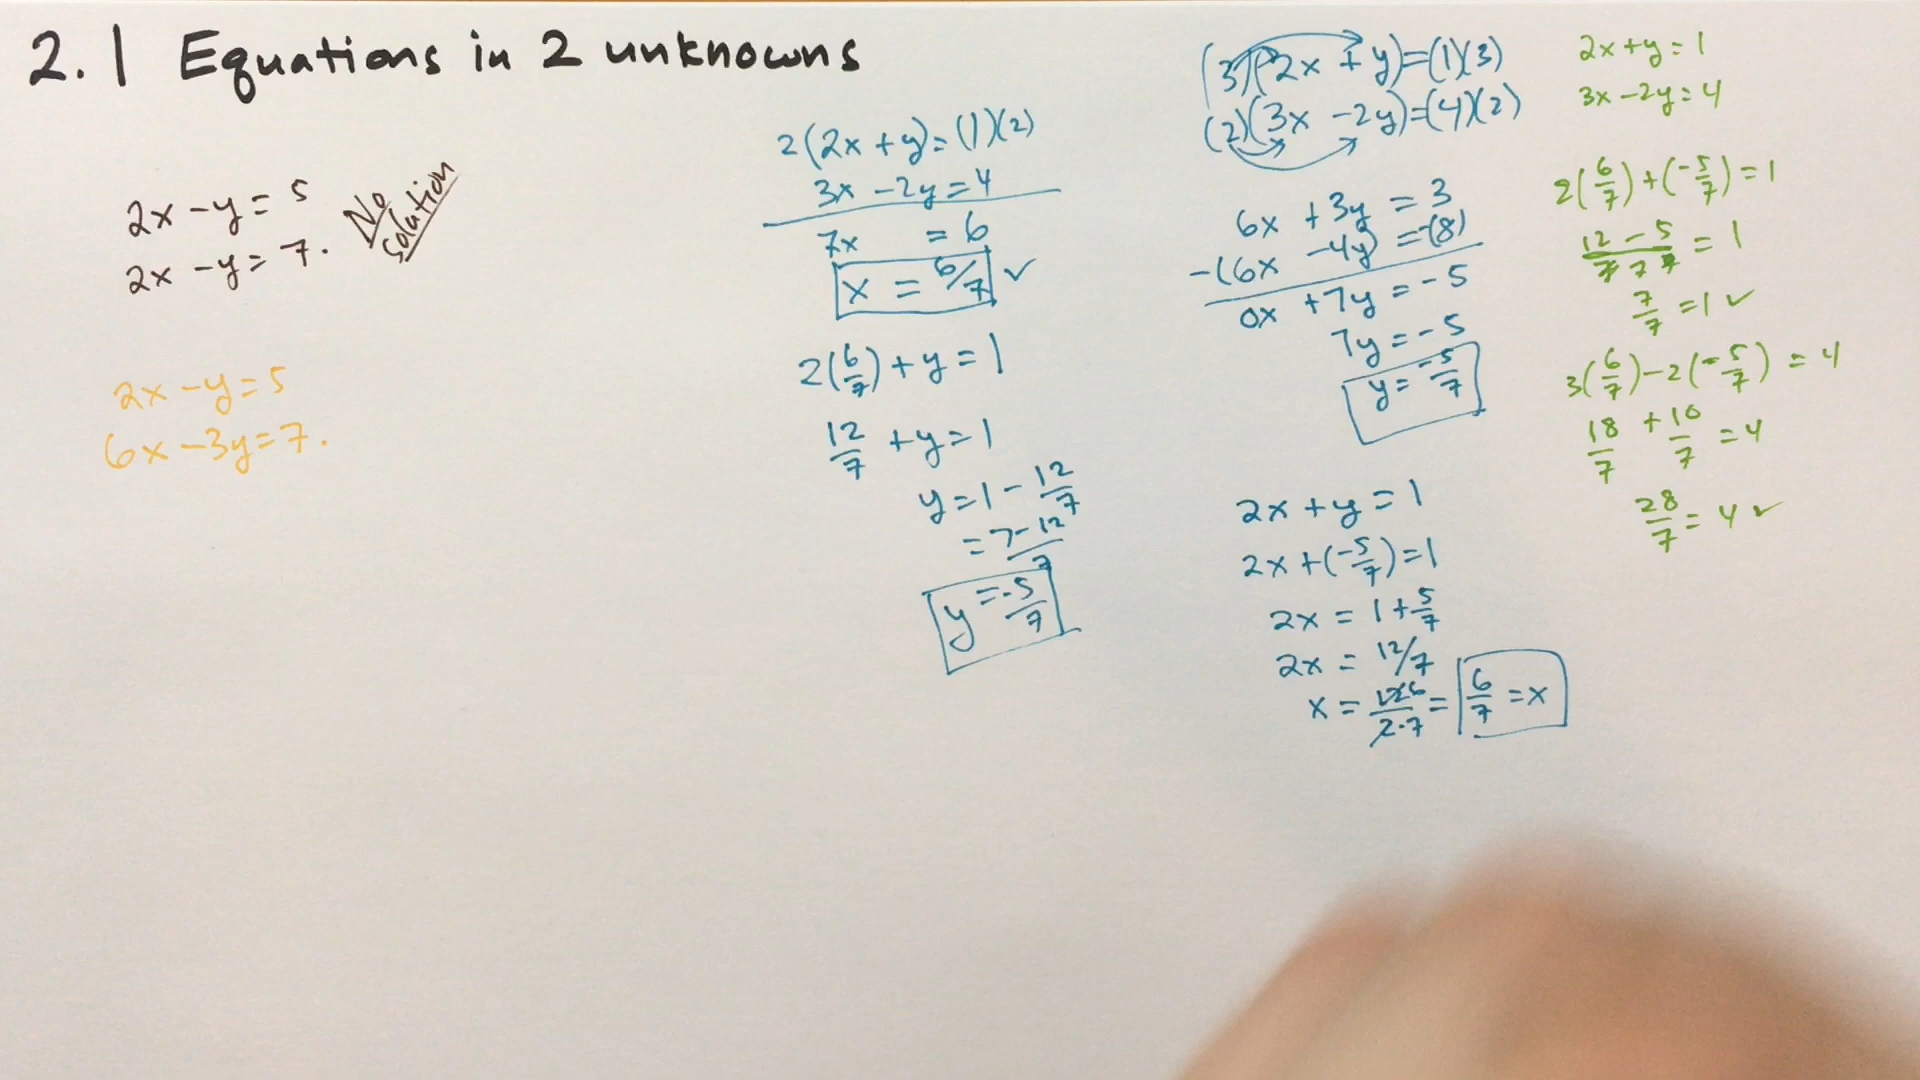 2.1 Equations in 2 unknowns
2x - y = 5
2x - y = 7.
No
solution
2x - y = 5
6x - 3y = 7.
2(2x + y) = (1)(2)
3x - 2y = 4
7x = 6
x = 6/7 ✓
2(6/7) + y = 1
12/7 + y = 1
y = 1 - 12/7
= 7-12/7
y = -5/7
(3)(2x + y) = (1)(3)
(2)(3x - 2y) = (4)(2)
6x + 3y = 3
-(6x - 4y) = -(8)
0x + 7y = -5
7y = -5
y = -5/7
2x + y = 1
2x + (-5/7) = 1
2x = 1 + 5/7
2x = 12/7
x = 12 6/2·7 = 6/7 = x
2x + y = 1
3x - 2y = 4
2(6/7) + (-5/7) = 1
12/7 - 5/7 = 1
7/7 = 1 ✓
3(6/7) - 2(-5/7) = 4
18/7 + 10/7 = 4
28/7 = 4 ✓